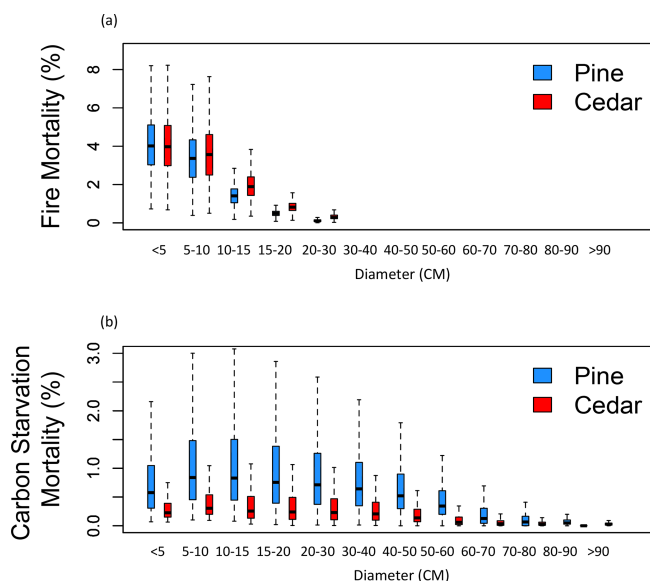 (a)
Fire Mortality (%)
8
6
4
2
0
Pine
Cedar
<5 5-10 10-15 15-20 20-30 30-40 40-50 50-60 60-70 70-80 80-90 >90
Diameter (CM)
(b)
Carbon Starvation
Mortality (%)
3.0
2.0
1.0
0.0
Pine
Cedar
<5 5-10 10-15 15-20 20-30 30-40 40-50 50-60 60-70 70-80 80-90 >90
Diameter (CM)